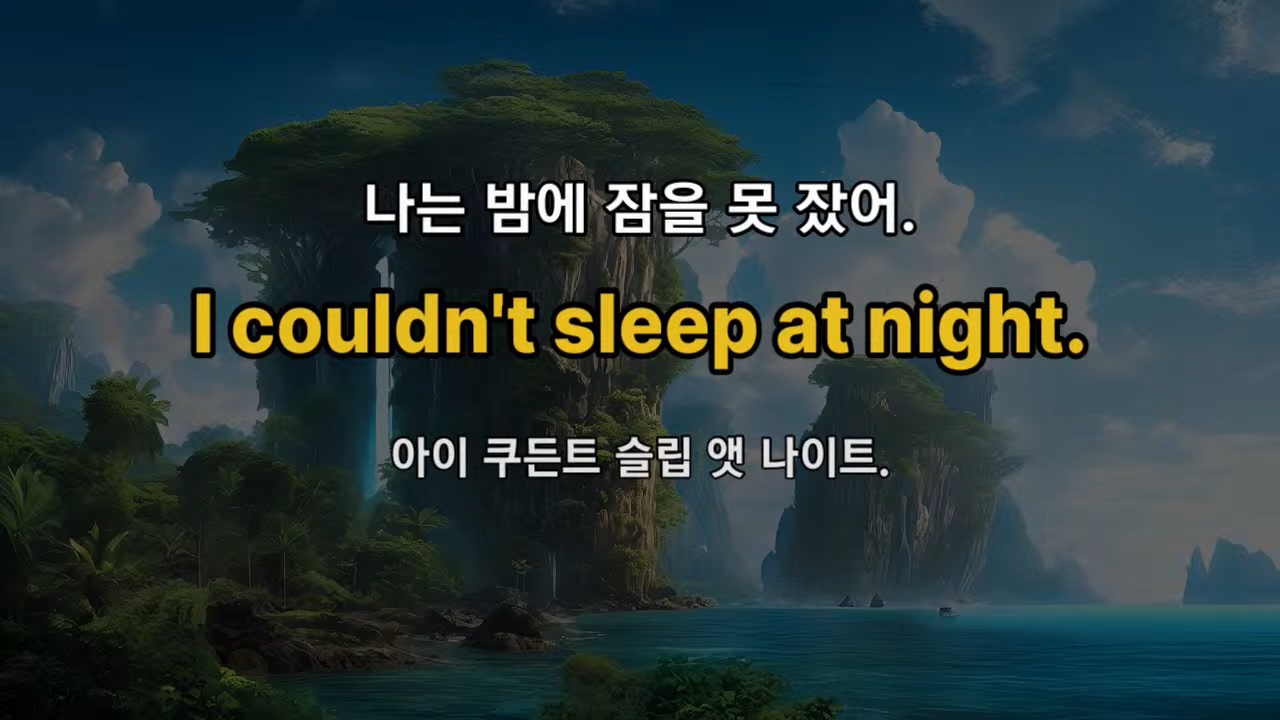 나는 밤에 잠을 못 잤어.
I couldn't sleep at night.
아이 쿠든트 슬립 앳 나이트.